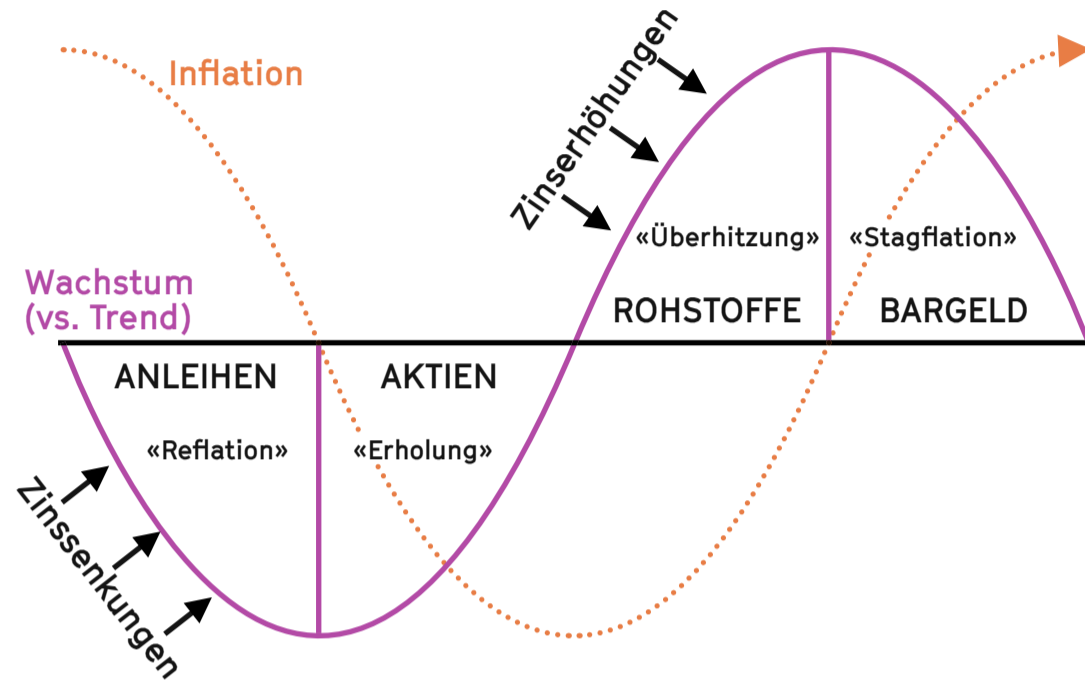 Inflation
Zinserhöhungen
«Überhitzung»
«Stagflation»
Wachstum
(vs. Trend)
ROHSTOFFE
BARGELD
ANLEIHEN
AKTIEN
«Reflation»
«Erholung»
Zinssenkungen